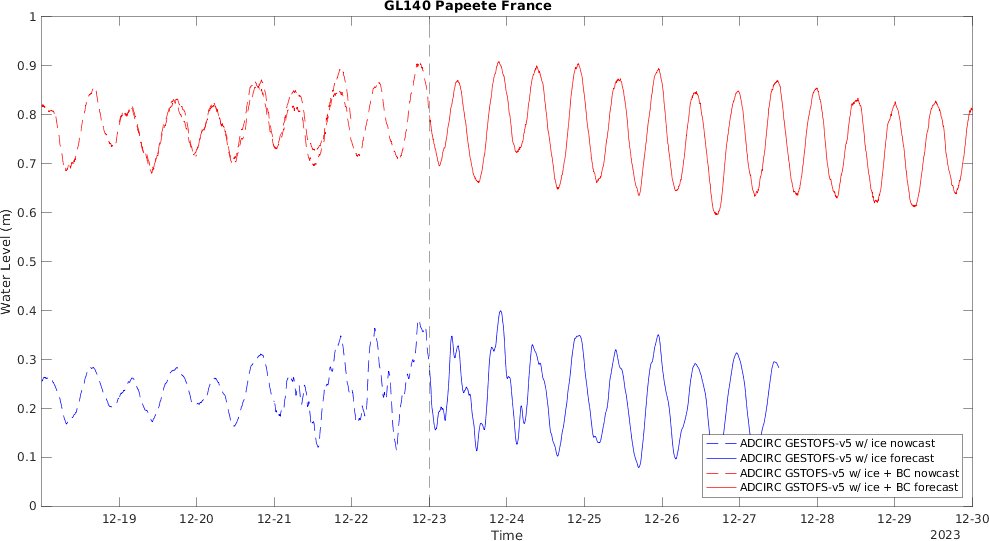 GL140 Papeete France
Water Level (m)
1
0.9
0.8
0.7
0.6
0.5
0.4
0.3
0.2
0.1
0
ADCIRC GESTOFS-v5 w/ ice nowcast
ADCIRC GESTOFS-v5 w/ ice forecast
ADCIRC GSTOFS-v5 w/ ice + BC nowcast
ADCIRC GSTOFS-v5 w/ ice + BC forecast
12-19 12-20 12-21 12-22 12-23 12-24 12-25 12-26 12-27 12-28 12-29 12-30
Time
2023